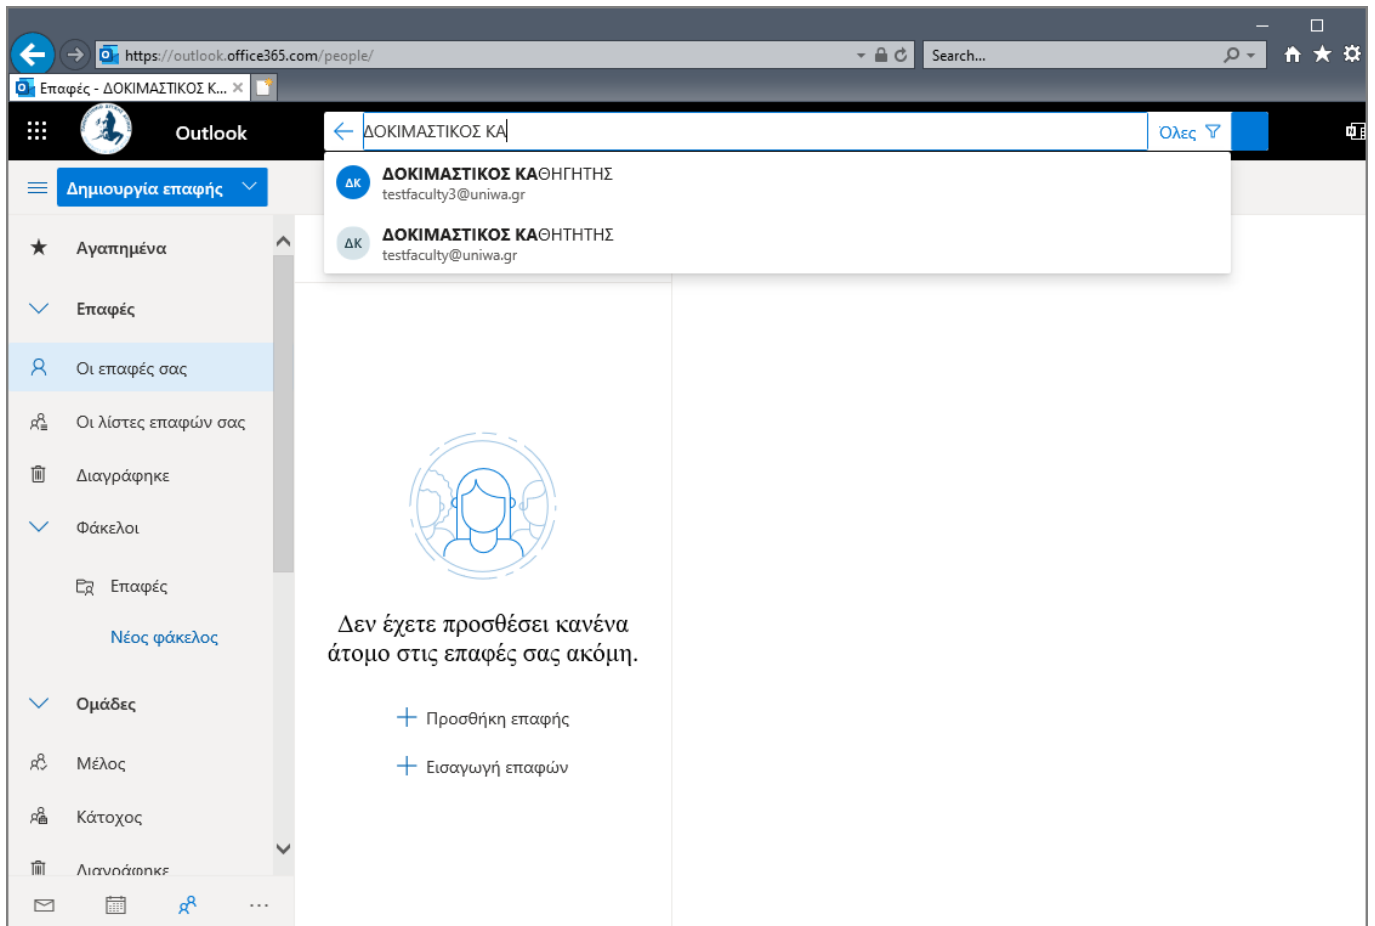 https://outlook.office365.com/people/
Search...
Επαφές - ΔΟΚΙΜΑΣΤΙΚΟΣ Κ...
Outlook
ΔΟΚΙΜΑΣΤΙΚΟΣ ΚΑ
Όλες
Δημιουργία επαφής
ΔΚ
ΔΟΚΙΜΑΣΤΙΚΟΣ ΚΑΘΗΓΗΤΗΣ
testfaculty3@uniwa.gr
ΔΚ
ΔΟΚΙΜΑΣΤΙΚΟΣ ΚΑΘΗΤΗΤΗΣ
testfaculty@uniwa.gr
Αγαπημένα
Επαφές
Οι επαφές σας
Οι λίστες επαφών σας
Διαγράφηκε
Φάκελοι
Επαφές
Νέος φάκελος
Ομάδες
Μέλος
Κάτοχος
Διαγράφηκε
Δεν έχετε προσθέσει κανένα
άτομο στις επαφές σας ακόμη.
Προσθήκη επαφής
Εισαγωγή επαφών